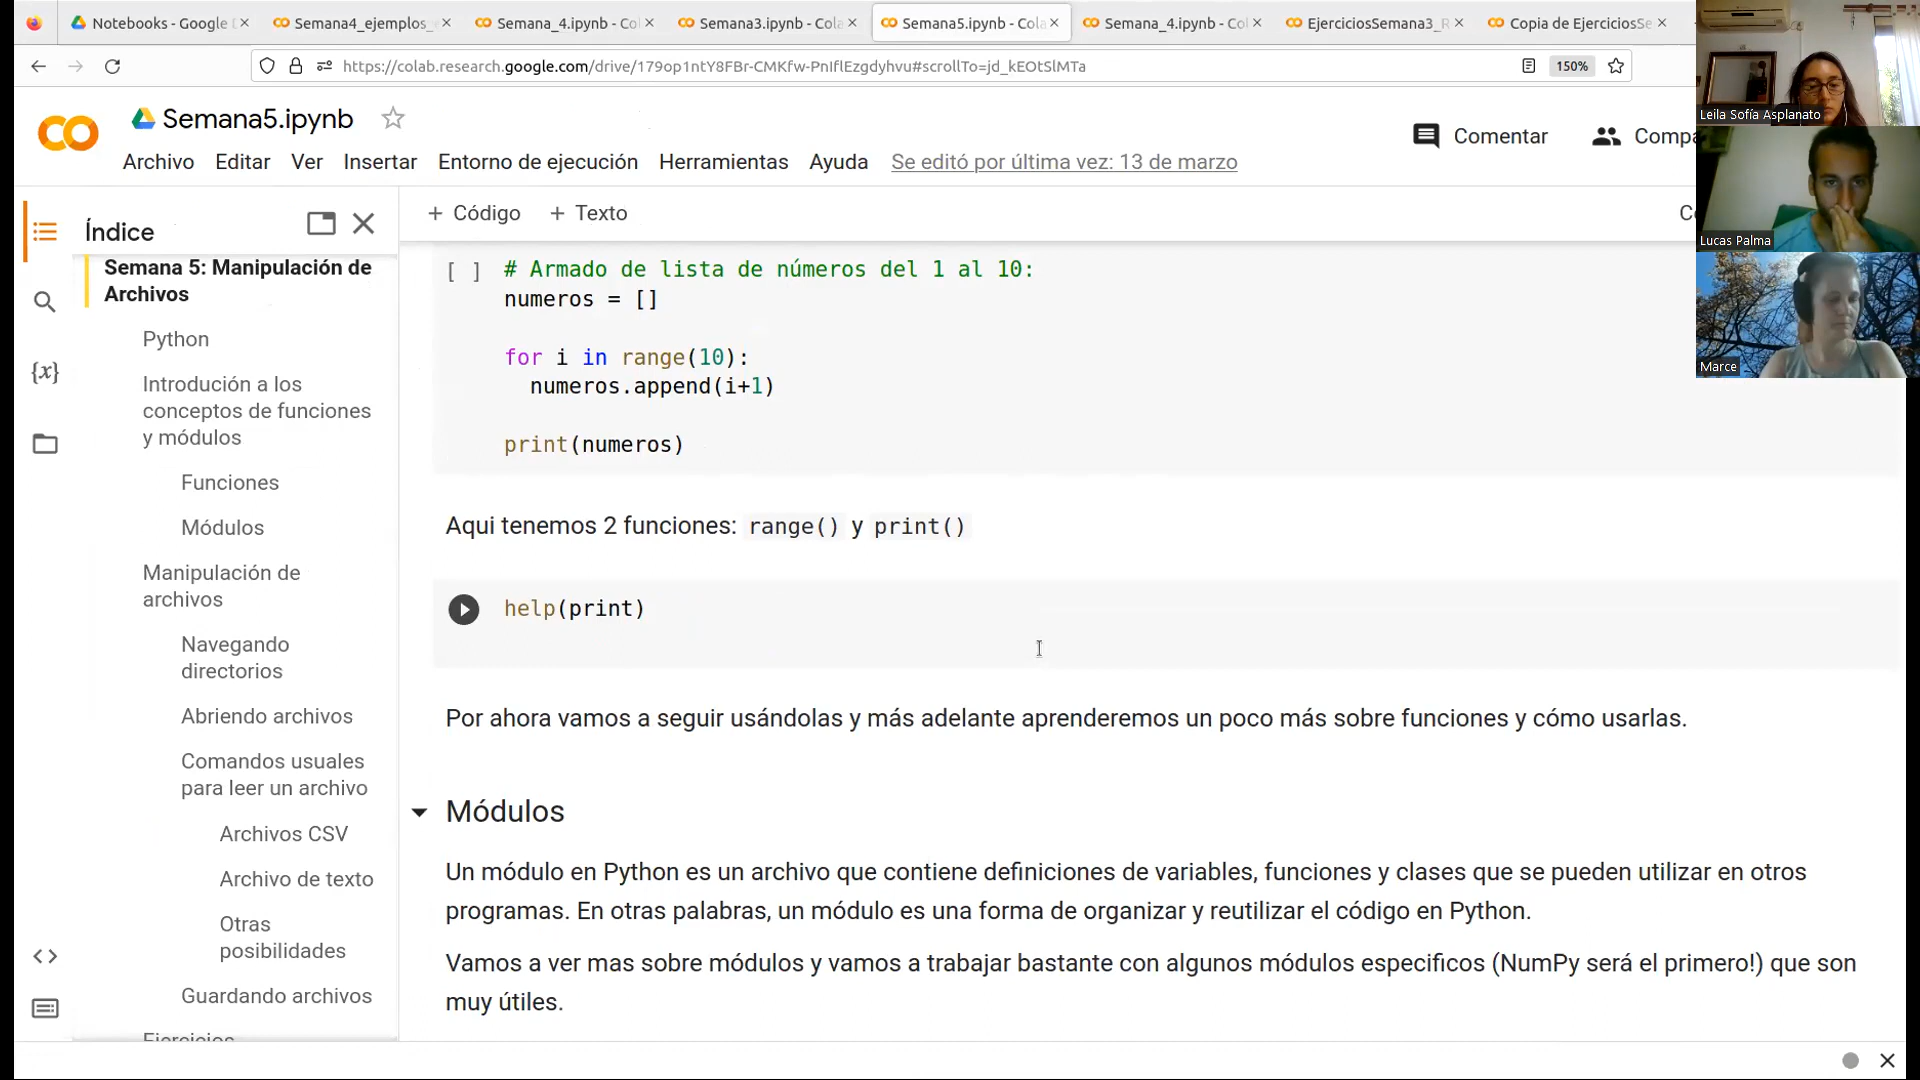 Notebooks - Google D
Semana4_ejemplos_
Semana_4.ipynb - Col
Semana3.ipynb - Cola
Semana5.ipynb - Cola
Semana_4.ipynb - Col
EjerciciosSemana3_R
Copia de EjerciciosSe
https://colab.research.google.com/drive/179op1ntY8FBr-CMKfw-PnIflEzgdyhvu#scrollTo=jd_kEOtSlMTa
150%
Semana5.ipynb
Comentar
Compa
Archivo Editar Ver Insertar Entorno de ejecución Herramientas Ayuda Se editó por última vez: 13 de marzo
Índice
+ Código + Texto
Co
Semana 5: Manipulación de
Archivos
Python
Introdución a los
conceptos de funciones
y módulos
Funciones
Módulos
Manipulación de
archivos
Navegando
directorios
Abriendo archivos
Comandos usuales
para leer un archivo
Archivos CSV
Archivo de texto
Otras
posibilidades
Guardando archivos
Ejercicios
{x}
[ ] # Armado de lista de números del 1 al 10:
numeros = []
for i in range(10):
numeros.append(i+1)
print(numeros)
Aqui tenemos 2 funciones: range() y print()
help(print)
Por ahora vamos a seguir usándolas y más adelante aprenderemos un poco más sobre funciones y cómo usarlas.
Módulos
Un módulo en Python es un archivo que contiene definiciones de variables, funciones y clases que se pueden utilizar en otros
programas. En otras palabras, un módulo es una forma de organizar y reutilizar el código en Python.
Vamos a ver mas sobre módulos y vamos a trabajar bastante con algunos módulos especificos (NumPy será el primero!) que son
muy útiles.
Leila Sofía Asplanato
Lucas Palma
Marce